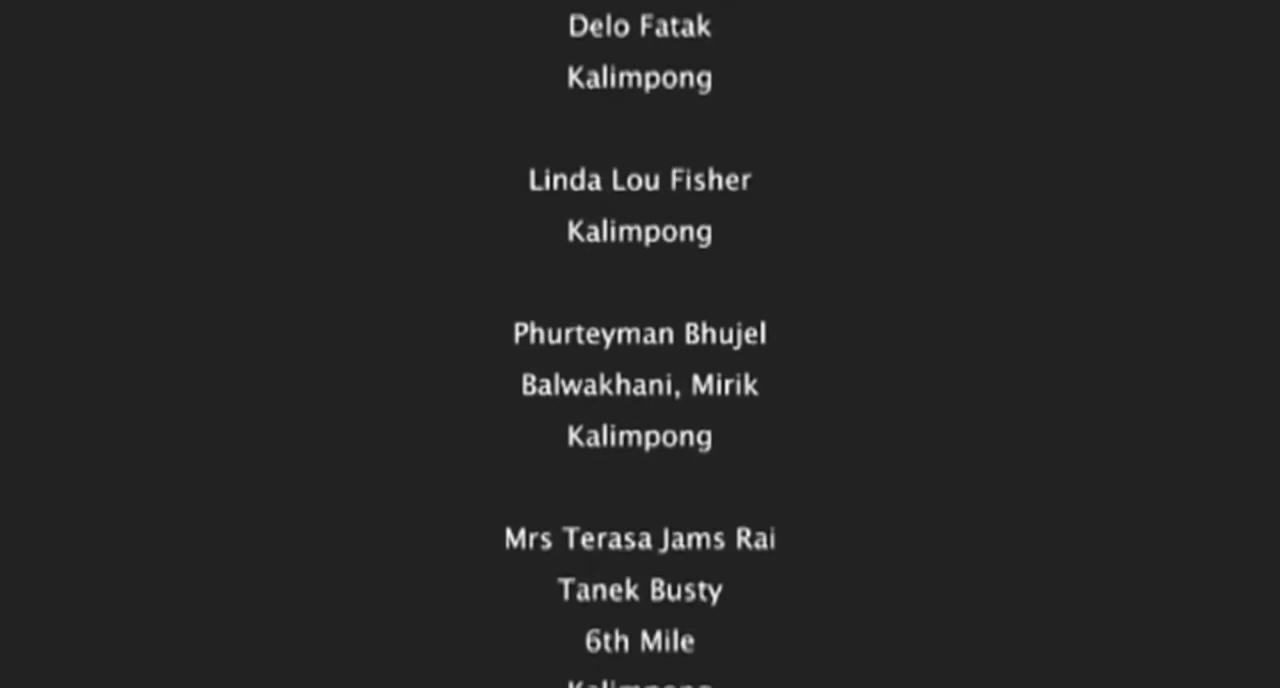 Delo Fatak
Kalimpong
Linda Lou Fisher
Kalimpong
Phurteyman Bhujel
Balwakhani, Mirik
Kalimpong
Mrs Terasa Jams Rai
Tanek Busty
6th Mile
Kalimpong